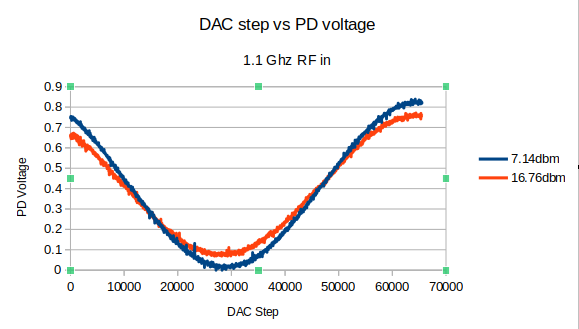 DAC step vs PD voltage
1.1 Ghz RF in
0.9
0.8
0.7
0.6
0.5
0.4
0.3
0.2
0.1
0
PD Voltage
0 10000 20000 30000 40000 50000 60000 70000
DAC Step
7.14dbm
16.76dbm